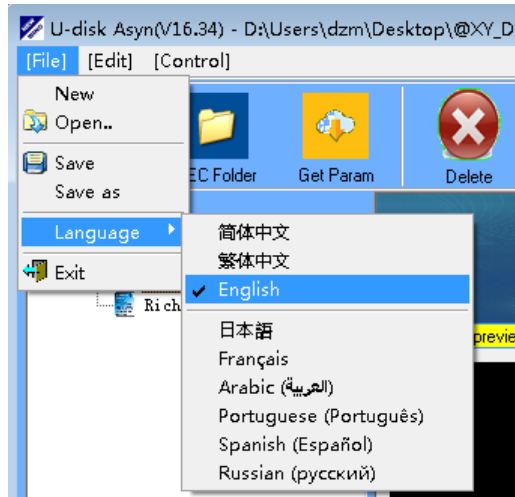 U-disk Asyn(V16.34) - D:\Users\dzm\Desktop\@XY_D
[File] [Edit] [Control]
New
Open..
Save
Save as
Language
Exit
EC Folder
Get Param
Delete
简体中文
繁体中文
English
日本語
Français
Arabic (العربية)
Portuguese (Português)
Spanish (Español)
Russian (русский)
Rich
previe